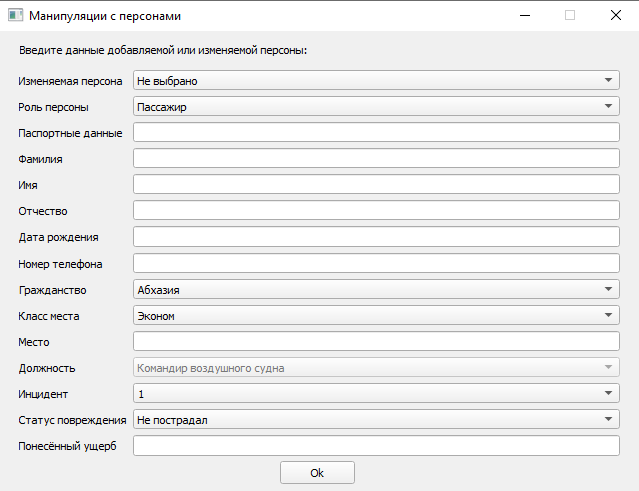 Манипуляции с персонами
Введите данные добавляемой или изменяемой персоны:
Изменяемая персона Не выбрано
Роль персоны Пассажир
Паспортные данные
Фамилия
Имя
Отчество
Дата рождения
Номер телефона
Гражданство Абхазия
Класс места Эконом
Место
Должность Командир воздушного судна
Инцидент 1
Статус повреждения Не пострадал
Понесённый ущерб
Ok